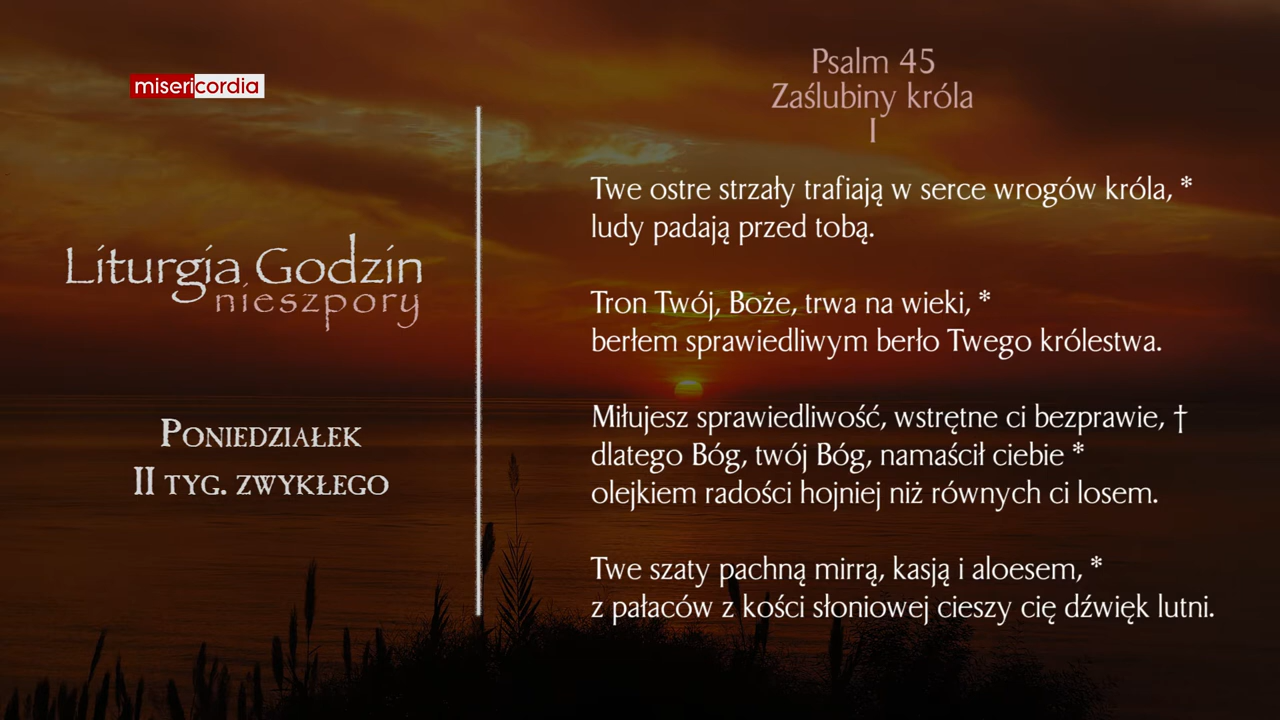 misericordia
Liturgia Godzin
nieszpory
Poniedziałek
II tyg. zwykłego
Psalm 45
Zaślubiny króla
I
Twe ostre strzały trafiają w serce wrogów króla, *
ludy padają przed tobą.
Tron Twój, Boże, trwa na wieki, *
berłem sprawiedliwym berło Twego królestwa.
Miłujesz sprawiedliwość, wstrętne ci bezprawie, †
dlatego Bóg, twój Bóg, namaścił ciebie *
olejkiem radości hojniej niż równych ci losem.
Twe szaty pachną mirrą, kasją i aloesem, *
z pałaców z kości słoniowej cieszy cię dźwięk lutni.